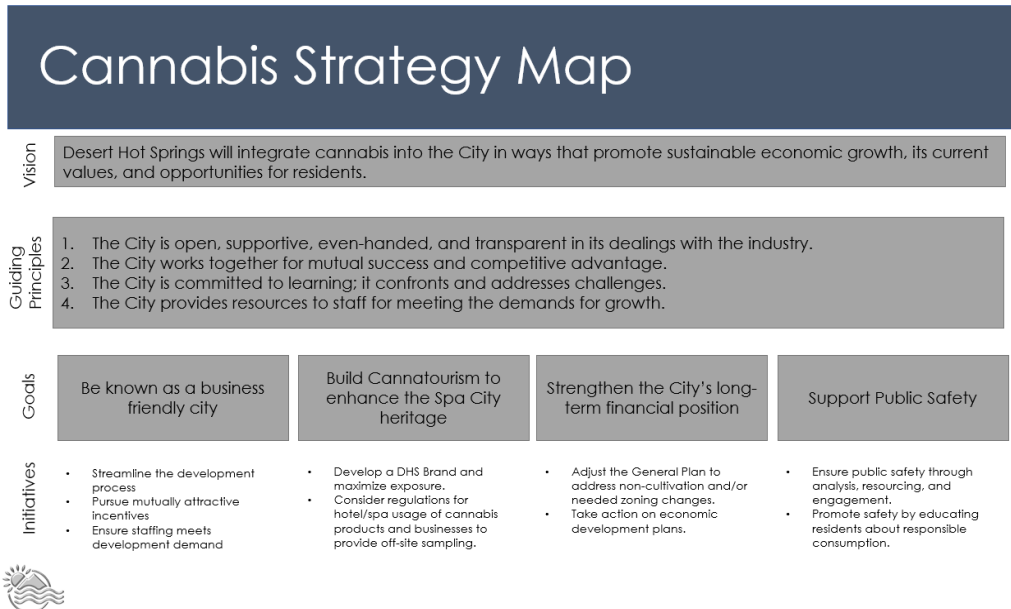 Cannabis Strategy Map
Vision
Desert Hot Springs will integrate cannabis into the City in ways that promote sustainable economic growth, its current
values, and opportunities for residents.
Guiding
Principles
1. The City is open, supportive, even-handed, and transparent in its dealings with the industry.
2. The City works together for mutual success and competitive advantage.
3. The City is committed to learning; it confronts and addresses challenges.
4. The City provides resources to staff for meeting the demands for growth.
Goals
Be known as a business
friendly city
Build Cannatourism to
enhance the Spa City
heritage
Strengthen the City's long-
term financial position
Support Public Safety
Initiatives
• Streamline the development
process
• Pursue mutually attractive
incentives
• Ensure staffing meets
development demand
• Develop a DHS Brand and
maximize exposure.
• Consider regulations for
hotel/spa usage of cannabis
products and businesses to
provide off-site sampling.
• Adjust the General Plan to
address non-cultivation and/or
needed zoning changes.
• Take action on economic
development plans.
• Ensure public safety through
analysis, resourcing, and
engagement.
• Promote safety by educating
residents about responsible
consumption.